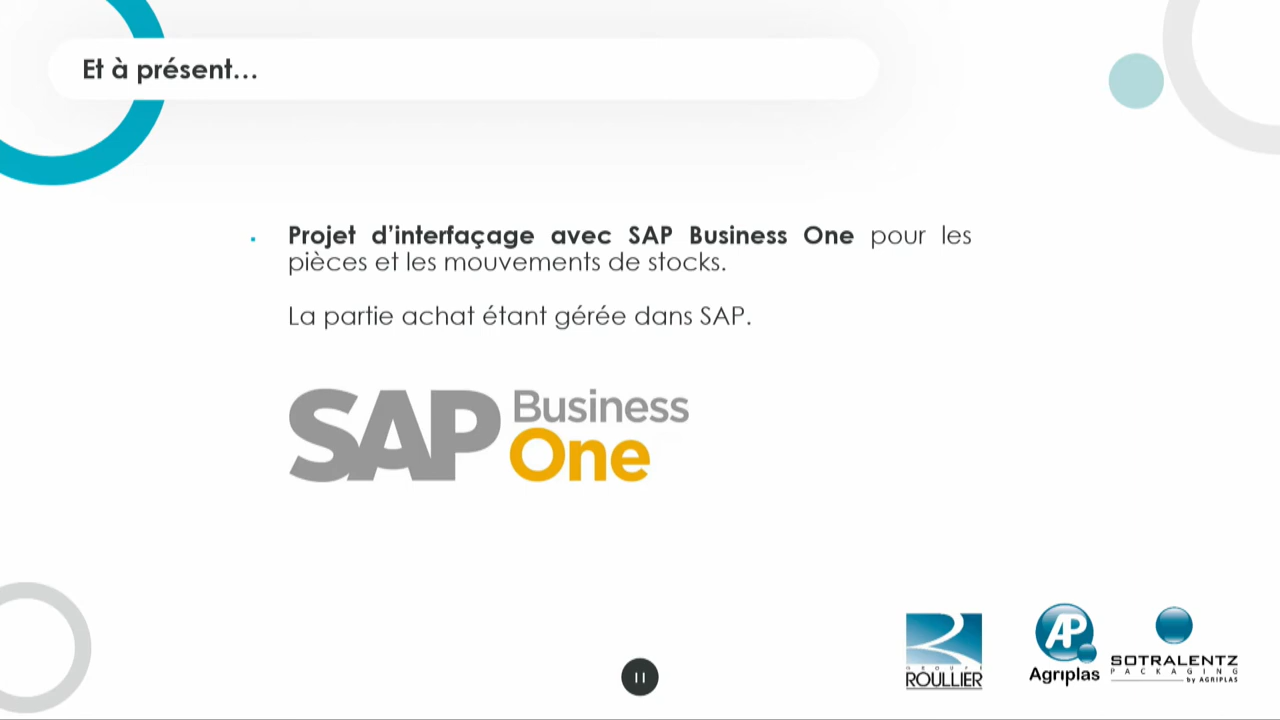 Et à présent...
Projet d'interfaçage avec SAP Business One pour les
pièces et les mouvements de stocks.
La partie achat étant gérée dans SAP.
SAP Business
One
11
GROUPE
ROULLIER
AP
Agriplas
SOTRALENTZ
PACKAGING
by AGRIPLAS